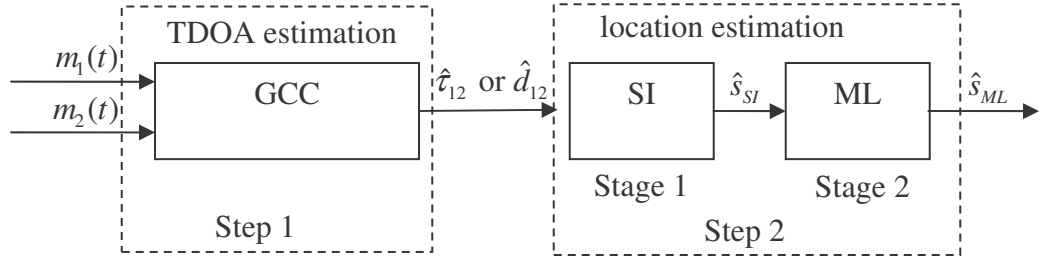 TDOA estimation
m₁(t)
m₂(t)
GCC
τ̂₁₂ or d̂₁₂
Step 1
location estimation
SI
ŝ_SI
ML
ŝ_ML
Stage 1
Stage 2
Step 2